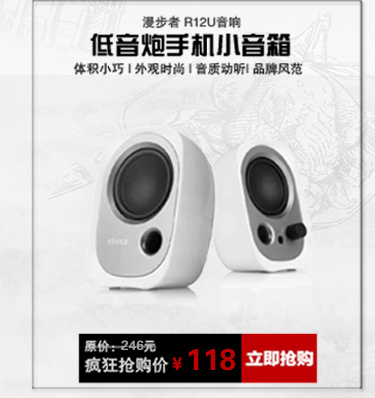 漫步者 R12U音响
低音炮手机小音箱
体积小巧 | 外观时尚 | 音质动听| 品牌风范
EDIFIER
原价：246元
疯狂抢购价 ¥118
立即抢购